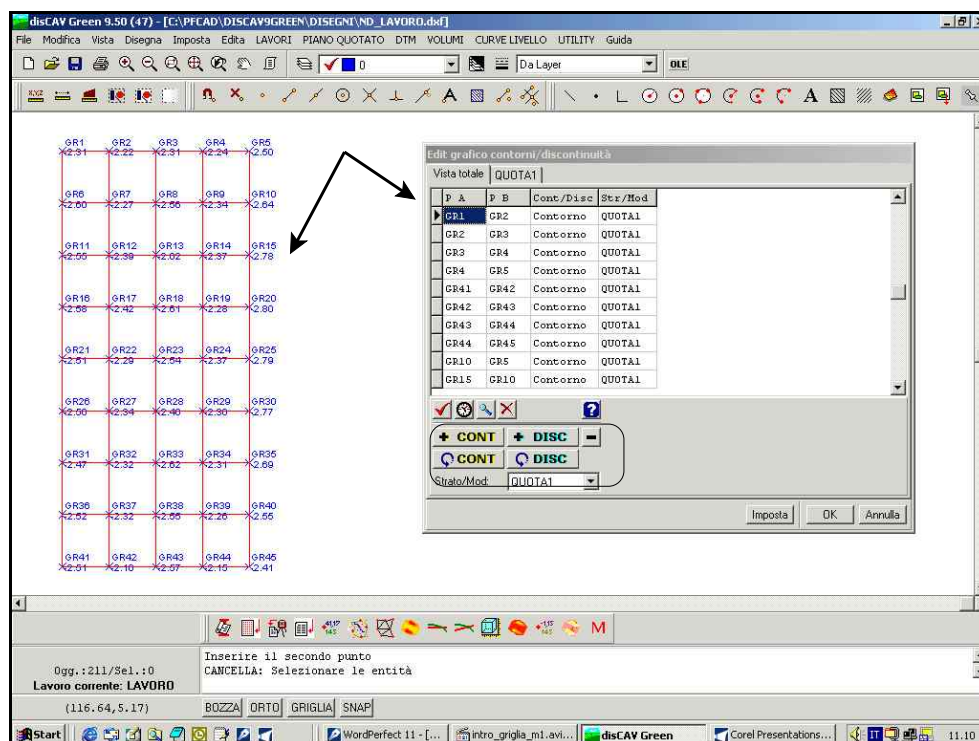 disCAV Green 9.50 (47) - [C:\PFCAD\DISCAV9GREEN\DISEGNI\ND_LAVORO.dxf]
File Modifica Vista Disegna Imposta Edita LAVORI PIANO QUOTATO DTM VOLUMI CURVE LIVELLO UTILITY Guida
0 Da Layer OLE
GR1 GR2 GR3 GR4 GR5
2.31 2.22 2.31 2.24 2.50
GR6 GR7 GR8 GR9 GR10
2.60 2.27 2.56 2.34 2.64
GR11 GR12 GR13 GR14 GR15
2.55 2.39 2.02 2.37 2.78
GR16 GR17 GR18 GR19 GR20
2.58 2.42 2.61 2.28 2.80
GR21 GR22 GR23 GR24 GR25
2.51 2.29 2.54 2.37 2.79
GR26 GR27 GR28 GR29 GR30
2.50 2.34 2.40 2.30 2.77
GR31 GR32 GR33 GR34 GR35
2.47 2.32 2.62 2.31 2.69
GR36 GR37 GR38 GR39 GR40
2.52 2.32 2.55 2.26 2.55
GR41 GR42 GR43 GR44 GR45
2.51 2.10 2.57 2.15 2.41
Edit grafico contorni/discontinuità
Vista totale QUOTA1
P A P B Cont/Disc Str/Mod
GR1 GR2 Contorno QUOTA1
GR2 GR3 Contorno QUOTA1
GR3 GR4 Contorno QUOTA1
GR4 GR5 Contorno QUOTA1
GR41 GR42 Contorno QUOTA1
GR42 GR43 Contorno QUOTA1
GR43 GR44 Contorno QUOTA1
GR44 GR45 Contorno QUOTA1
GR10 GR5 Contorno QUOTA1
GR15 GR10 Contorno QUOTA1
+ CONT + DISC -
CONT DISC
Strato/Mod: QUOTA1
Imposta OK Annulla
M
Ogg.:211/Sel.:0
Lavoro corrente: LAVORO
Inserire il secondo punto
CANCELLA: Selezionare le entità
(116.64,5.17) BOZZA ORTO GRIGLIA SNAP
Start WordPerfect 11 - [... intro_griglia_m1.avi... disCAV Green Corel Presentations... 11.10